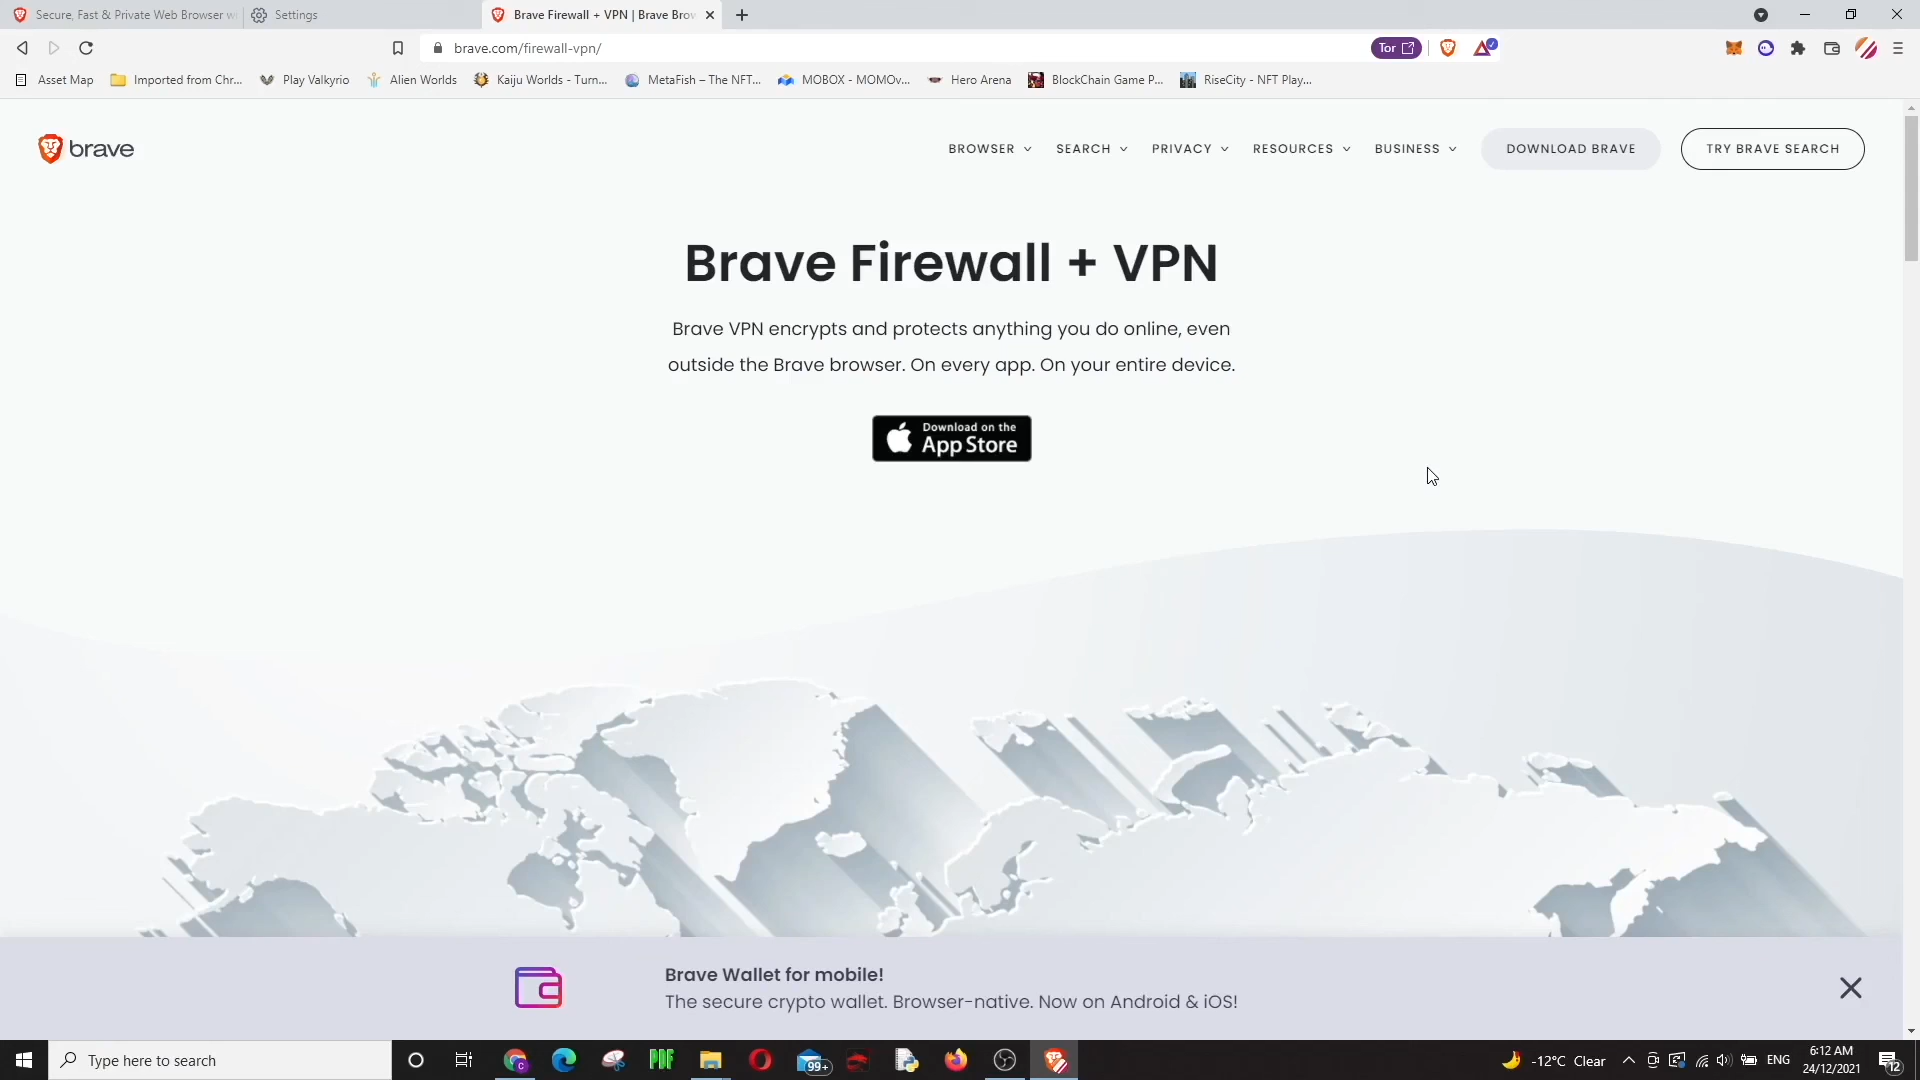 Secure, Fast & Private Web Browser w
Settings
Brave Firewall + VPN | Brave Brow
brave.com/firewall-vpn/
Tor
Asset Map
Imported from Chr...
Play Valkyrio
Alien Worlds
Kaiju Worlds - Turn...
MetaFish – The NFT...
MOBOX - MOMOv...
Hero Arena
BlockChain Game P...
RiseCity - NFT Play...
brave
BROWSER
SEARCH
PRIVACY
RESOURCES
BUSINESS
DOWNLOAD BRAVE
TRY BRAVE SEARCH
Brave Firewall + VPN
Brave VPN encrypts and protects anything you do online, even
outside the Brave browser. On every app. On your entire device.
Download on the
App Store
Brave Wallet for mobile!
The secure crypto wallet. Browser-native. Now on Android & iOS!
Type here to search
99+
-12°C Clear
ENG
6:12 AM
24/12/2021
12